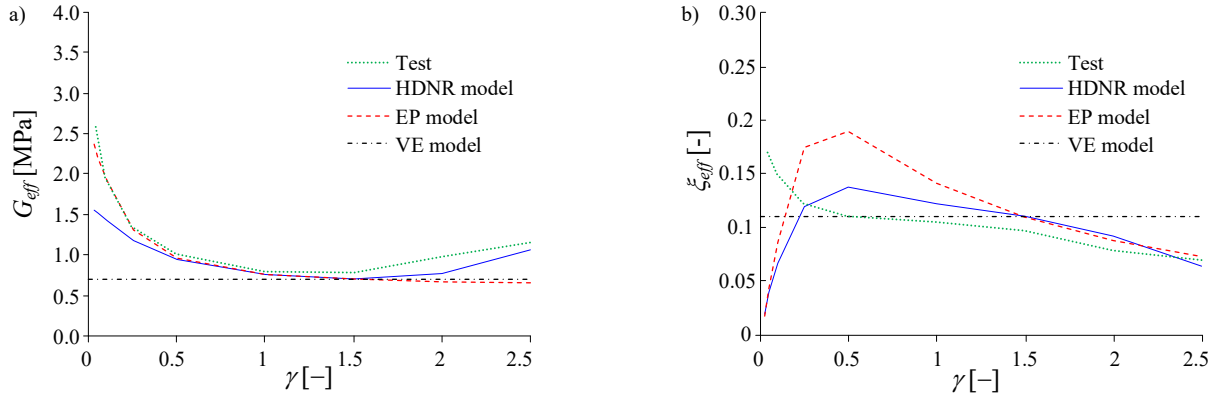 a)
4.0
3.5
3.0
2.5
2.0
1.5
1.0
0.5
0.0
G_eff [MPa]
0
0.5
1
1.5
2
2.5
γ [–]
Test
HDNR model
EP model
VE model
b)
0.30
0.25
0.20
0.15
0.10
0.05
0
ξ_eff [-]
0
0.5
1
1.5
2
2.5
γ [–]
Test
HDNR model
EP model
VE model